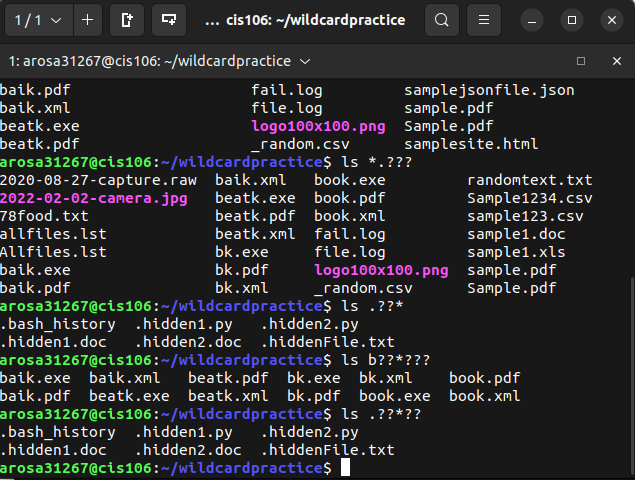 1 / 1
... cis106: ~/wildcardpractice
1: arosa31267@cis106: ~/wildcardpractice
baik.pdf fail.log samplejsonfile.json
baik.xml file.log sample.pdf
beatk.exe logo100x100.png Sample.pdf
beatk.pdf _random.csv samplesite.html
arosa31267@cis106:~/wildcardpractice$ ls *.???
2020-08-27-capture.raw baik.xml book.exe randomtext.txt
2022-02-02-camera.jpg beatk.exe book.pdf Sample1234.csv
78food.txt beatk.pdf book.xml sample123.csv
allfiles.lst beatk.xml fail.log sample1.doc
Allfiles.lst bk.exe file.log sample1.xls
baik.exe bk.pdf logo100x100.png sample.pdf
baik.pdf bk.xml _random.csv Sample.pdf
arosa31267@cis106:~/wildcardpractice$ ls .??*
.bash_history .hidden1.py .hidden2.py
.hidden1.doc .hidden2.doc .hiddenFile.txt
arosa31267@cis106:~/wildcardpractice$ ls b??*???
baik.exe baik.xml beatk.pdf bk.exe bk.xml book.pdf
baik.pdf beatk.exe beatk.xml bk.pdf book.exe book.xml
arosa31267@cis106:~/wildcardpractice$ ls .??*??
.bash_history .hidden1.py .hidden2.py
.hidden1.doc .hidden2.doc .hiddenFile.txt
arosa31267@cis106:~/wildcardpractice$